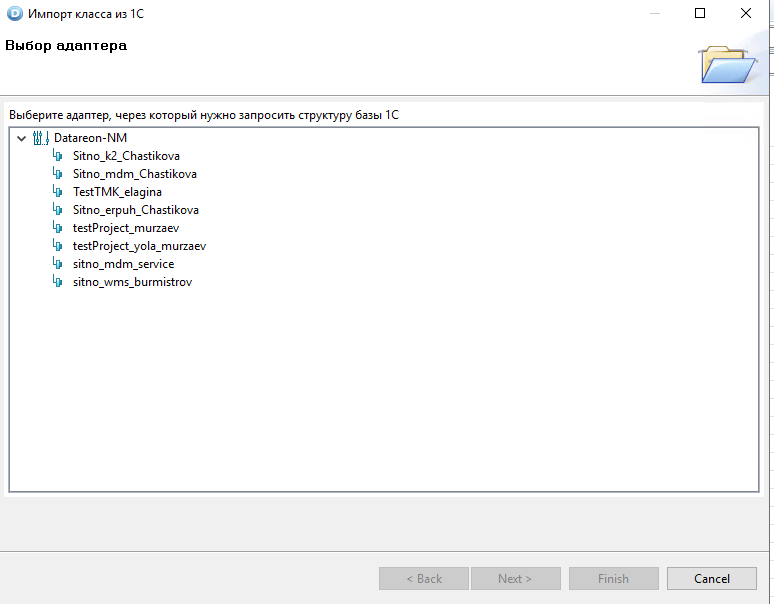 Импорт класса из 1С
Выбор адаптера
Выберите адаптер, через который нужно запросить структуру базы 1С
Datareon-NM
Sitno_k2_Chastikova
Sitno_mdm_Chastikova
TestTMK_elagina
Sitno_erpuh_Chastikova
testProject_murzaev
testProject_yola_murzaev
sitno_mdm_service
sitno_wms_burmistrov
< Back
Next >
Finish
Cancel